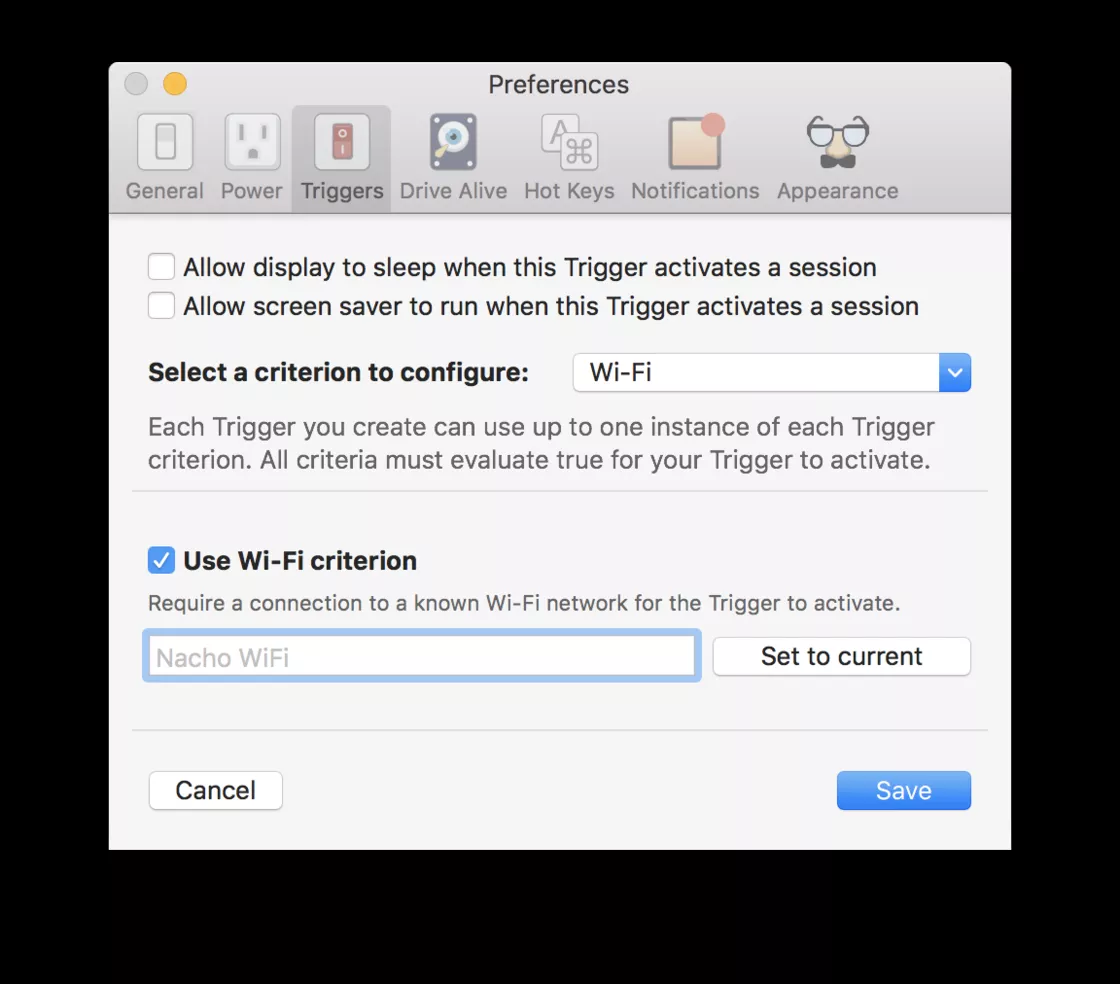 Preferences
General Power Triggers Drive Alive Hot Keys Notifications Appearance
Allow display to sleep when this Trigger activates a session
Allow screen saver to run when this Trigger activates a session
Select a criterion to configure: Wi-Fi
Each Trigger you create can use up to one instance of each Trigger
criterion. All criteria must evaluate true for your Trigger to activate.
Use Wi-Fi criterion
Require a connection to a known Wi-Fi network for the Trigger to activate.
Nacho WiFi Set to current
Cancel Save